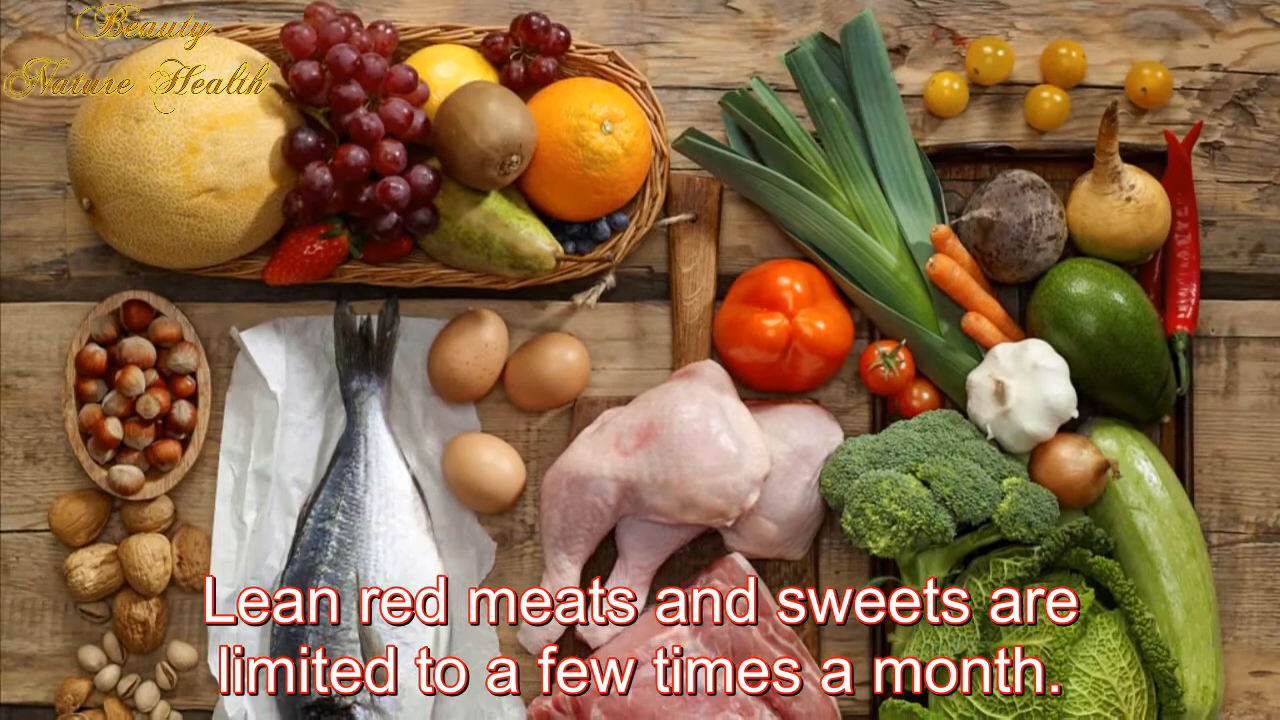 Beauty
Nature Health
Lean red meats and sweets are
limited to a few times a month.